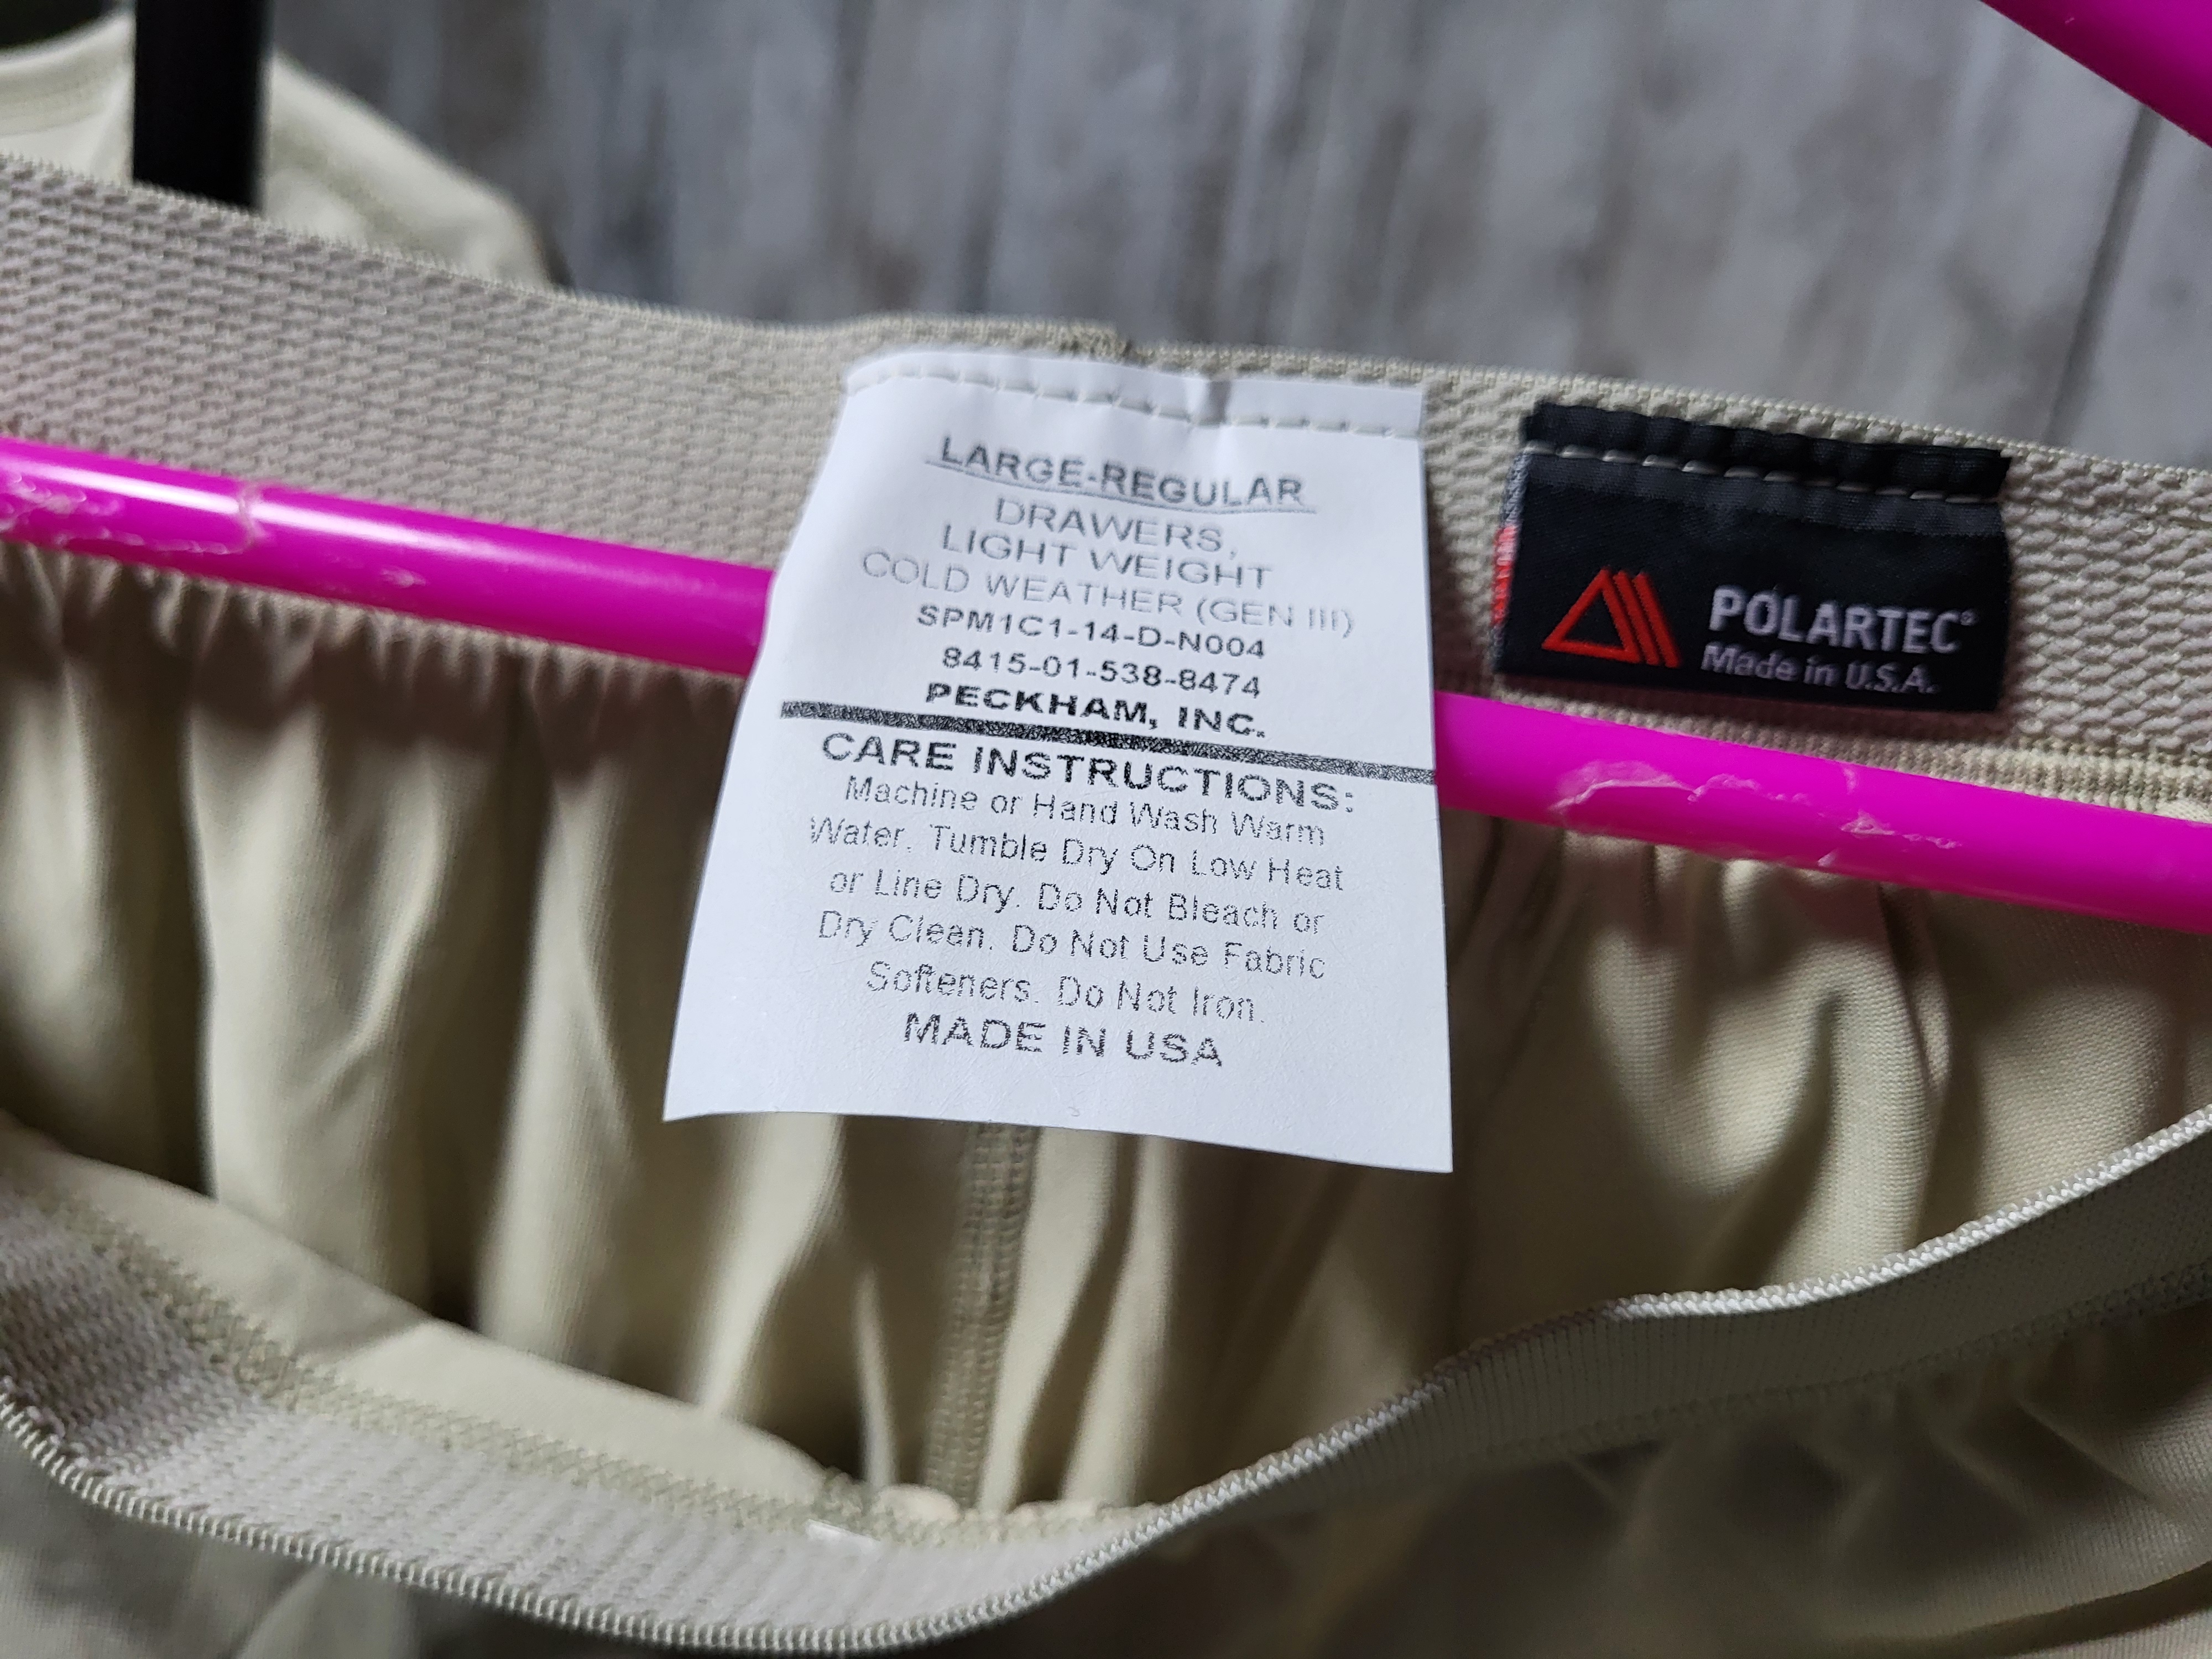 LARGE-REGULAR
DRAWERS,
LIGHT WEIGHT
COLD WEATHER (GEN III)
SPM1C1-14-D-N004
8415-01-538-8474
PECKHAM, INC.
CARE INSTRUCTIONS:
Machine or Hand Wash Warm
Water. Tumble Dry On Low Heat
or Line Dry. Do Not Bleach or
Dry Clean. Do Not Use Fabric
Softeners. Do Not Iron.
MADE IN USA
POLARTEC®
Made in U.S.A.